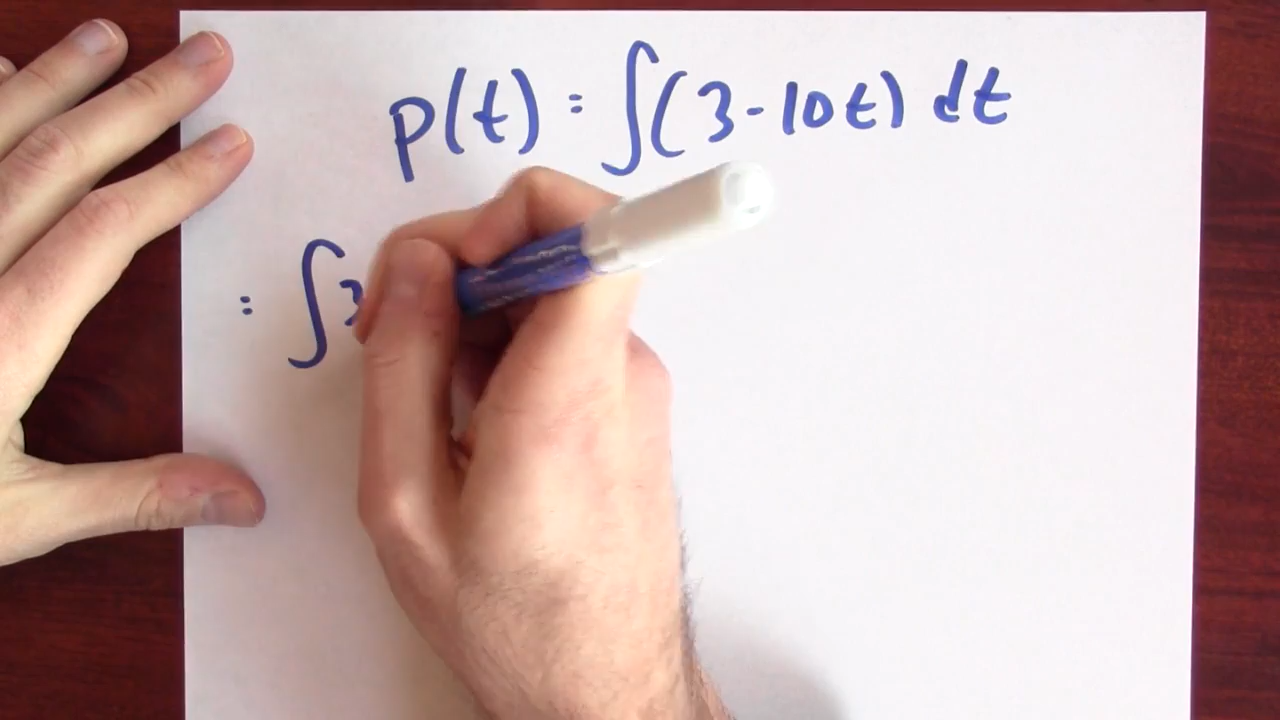 p(t) = ∫(3-10t) dt
= ∫3